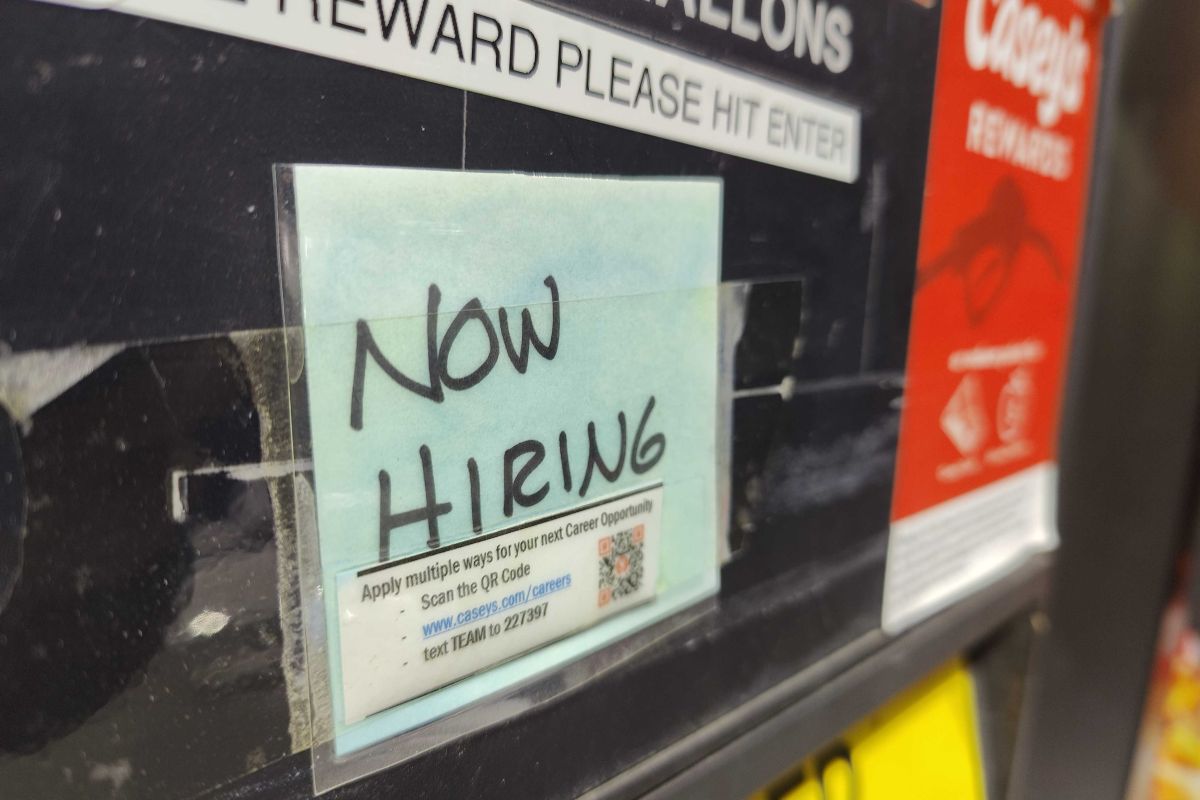 ALLONS
REWARD PLEASE HIT ENTER
Casey's
REWARDS
NOW
HIRING
Apply multiple ways for your next Career Opportunity
Scan the QR Code
www.caseys.com/careers
text TEAM to 227397